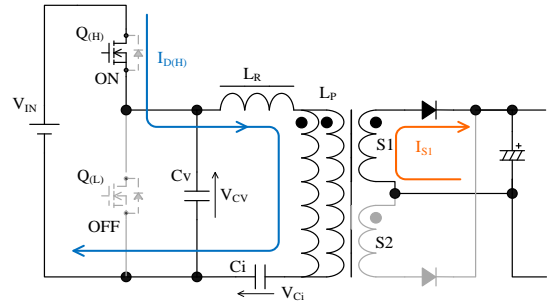 Q(H)
ID(H)
ON
LR
LP
VIN
S1
IS1
+
Q(L)
CV
VCV
OFF
S2
Ci
VCi